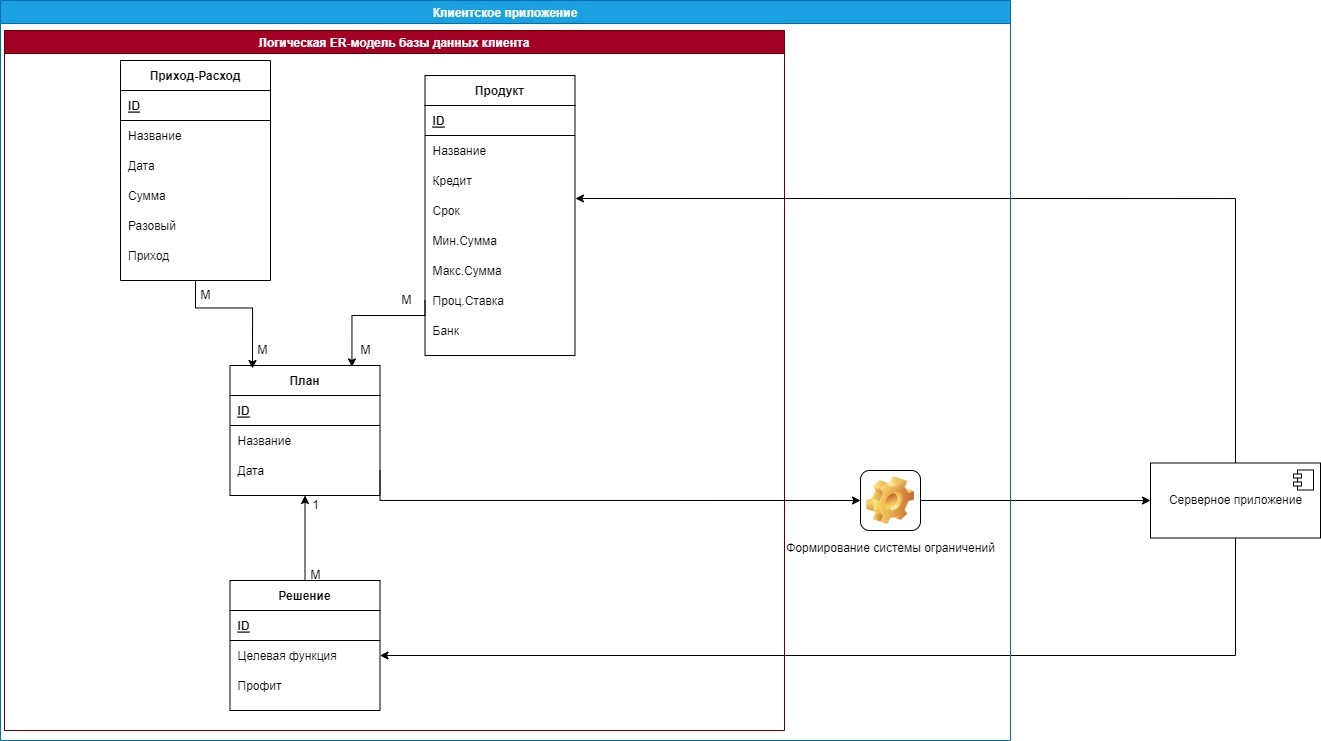 Клиентское приложение
Логическая ER-модель базы данных клиента
Приход-Расход
ID
Название
Дата
Сумма
Разовый
Приход
M
M
Продукт
ID
Название
Кредит
Срок
Мин.Сумма
Макс.Сумма
Проц.Ставка
Банк
M
M
План
ID
Название
Дата
1
M
Решение
ID
Целевая функция
Профит
Формирование системы ограничений
Серверное приложение